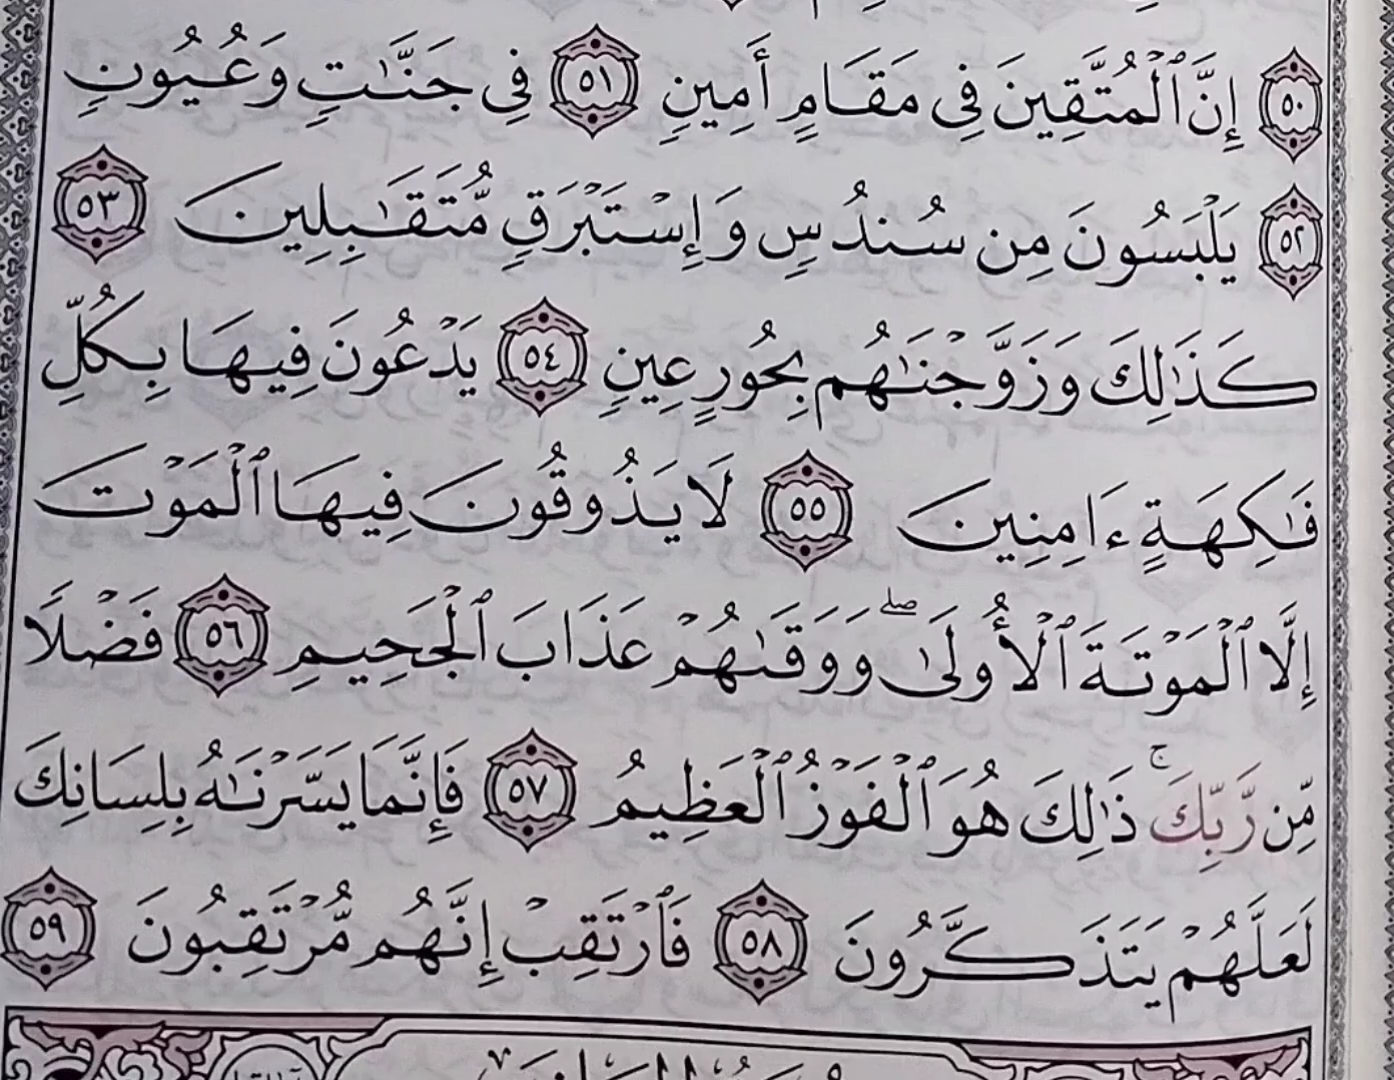 ۝٥٠ إِنَّ ٱلْمُتَّقِينَ فِى مَقَامٍ أَمِينٍ ۝٥١ فِى جَنَّـٰتٍ وَعُيُونٍ
۝٥٢ يَلْبَسُونَ مِن سُندُسٍ وَإِسْتَبْرَقٍ مُّتَقَـٰبِلِينَ ۝٥٣
كَذَٰلِكَ وَزَوَّجْنَـٰهُم بِحُورٍ عِينٍ ۝٥٤ يَدْعُونَ فِيهَا بِكُلِّ
فَـٰكِهَةٍ ءَامِنِينَ ۝٥٥ لَا يَذُوقُونَ فِيهَا ٱلْمَوْتَ
إِلَّا ٱلْمَوْتَةَ ٱلْأُولَىٰ ۖ وَوَقَىٰهُمْ عَذَابَ ٱلْجَحِيمِ ۝٥٦ فَضْلًا
مِّن رَّبِّكَ ۚ ذَٰلِكَ هُوَ ٱلْفَوْزُ ٱلْعَظِيمُ ۝٥٧ فَإِنَّمَا يَسَّرْنَـٰهُ بِلِسَانِكَ
لَعَلَّهُمْ يَتَذَكَّرُونَ ۝٥٨ فَٱرْتَقِبْ إِنَّهُم مُّرْتَقِبُونَ ۝٥٩